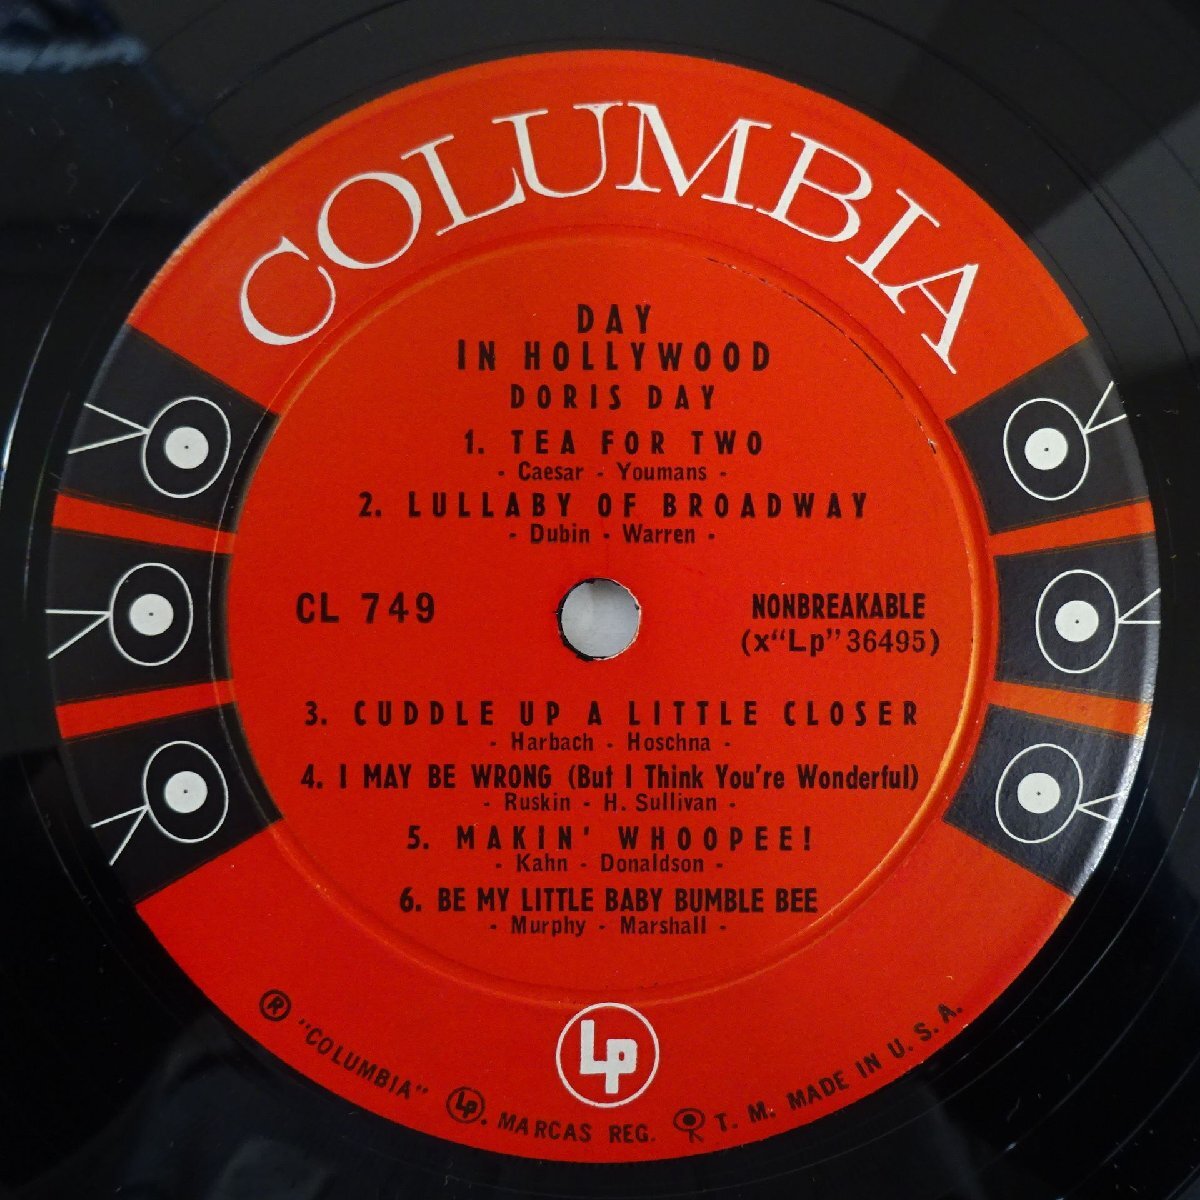 COLUMBIA
DAY
IN HOLLYWOOD
DORIS DAY
1. TEA FOR TWO
- Caesar - Youmans -
2. LULLABY OF BROADWAY
- Dubin - Warren -
CL 749
NONBREAKABLE
(x"Lp" 36495)
3. CUDDLE UP A LITTLE CLOSER
- Harbach - Hoschna -
4. I MAY BE WRONG (But I Think You're Wonderful)
- Ruskin - H. Sullivan -
5. MAKIN' WHOOPEE!
- Kahn - Donaldson -
6. BE MY LITTLE BABY BUMBLE BEE
- Murphy - Marshall -
Lp
® "COLUMBIA" Lp. MARCAS REG. T. M. MADE IN U. S. A.